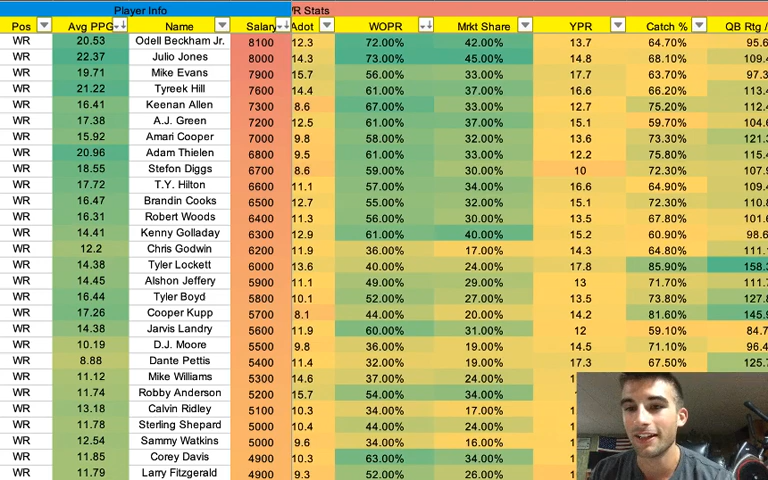 Player Info	R Stats
Pos	Avg PPG	Name	Salary	Adot	WOPR	Mrkt Share	YPR	Catch %	QB Rtg /
WR	20.53	Odell Beckham Jr.	8100	12.3	72.00%	42.00%	13.7	64.70%	95.6
WR	22.37	Julio Jones	8000	14.3	73.00%	45.00%	14.8	68.10%	109.4
WR	19.71	Mike Evans	7900	15.7	56.00%	33.00%	17.7	63.70%	97.3
WR	21.22	Tyreek Hill	7600	14.4	61.00%	37.00%	16.6	66.20%	113.4
WR	16.41	Keenan Allen	7300	8.6	67.00%	33.00%	12.7	75.20%	112.4
WR	17.38	A.J. Green	7200	12.5	61.00%	37.00%	15.1	59.70%	104.6
WR	15.92	Amari Cooper	7000	9.8	58.00%	32.00%	13.6	73.30%	121.3
WR	20.96	Adam Thielen	6800	9.5	61.00%	33.00%	12.2	75.80%	115.4
WR	18.55	Stefon Diggs	6700	8.6	59.00%	30.00%	10	72.30%	107.9
WR	17.72	T.Y. Hilton	6600	11.1	57.00%	34.00%	16.6	64.90%	109.4
WR	16.47	Brandin Cooks	6500	12.7	55.00%	32.00%	15.1	72.30%	110.8
WR	16.31	Robert Woods	6400	11.3	56.00%	30.00%	13.5	67.80%	101.6
WR	14.41	Kenny Golladay	6300	12.9	61.00%	40.00%	15.2	60.90%	98.6
WR	12.2	Chris Godwin	6200	11.9	36.00%	17.00%	14.3	64.80%	111.
WR	14.38	Tyler Lockett	6000	13.6	40.00%	24.00%	17.8	85.90%	158.3
WR	14.45	Alshon Jeffery	5900	11.1	49.00%	29.00%	13	71.70%	111.7
WR	16.44	Tyler Boyd	5800	10.1	52.00%	27.00%	13.5	73.80%	127.8
WR	17.26	Cooper Kupp	5700	8.1	44.00%	20.00%	14.2	81.60%	145.9
WR	14.38	Jarvis Landry	5600	11.9	60.00%	31.00%	12	59.10%	84.7
WR	10.19	D.J. Moore	5500	9.8	36.00%	19.00%	14.5	71.10%	96.4
WR	8.88	Dante Pettis	5400	11.4	32.00%	19.00%	17.3	67.50%	125.7
WR	11.12	Mike Williams	5300	14.6	37.00%	24.00%	1
WR	11.74	Robby Anderson	5200	15.7	54.00%	34.00%
WR	13.18	Calvin Ridley	5100	10.3	34.00%	17.00%	1
WR	11.78	Sterling Shepard	5000	10.4	44.00%	24.00%	1
WR	12.54	Sammy Watkins	5000	9.6	34.00%	16.00%	1
WR	11.85	Corey Davis	4900	10.3	63.00%	34.00%	1
WR	11.79	Larry Fitzgerald	4900	9.3	52.00%	26.00%	1